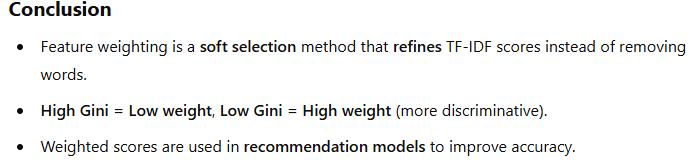 Conclusion
• Feature weighting is a soft selection method that refines TF-IDF scores instead of removing
words.
• High Gini = Low weight, Low Gini = High weight (more discriminative).
• Weighted scores are used in recommendation models to improve accuracy.